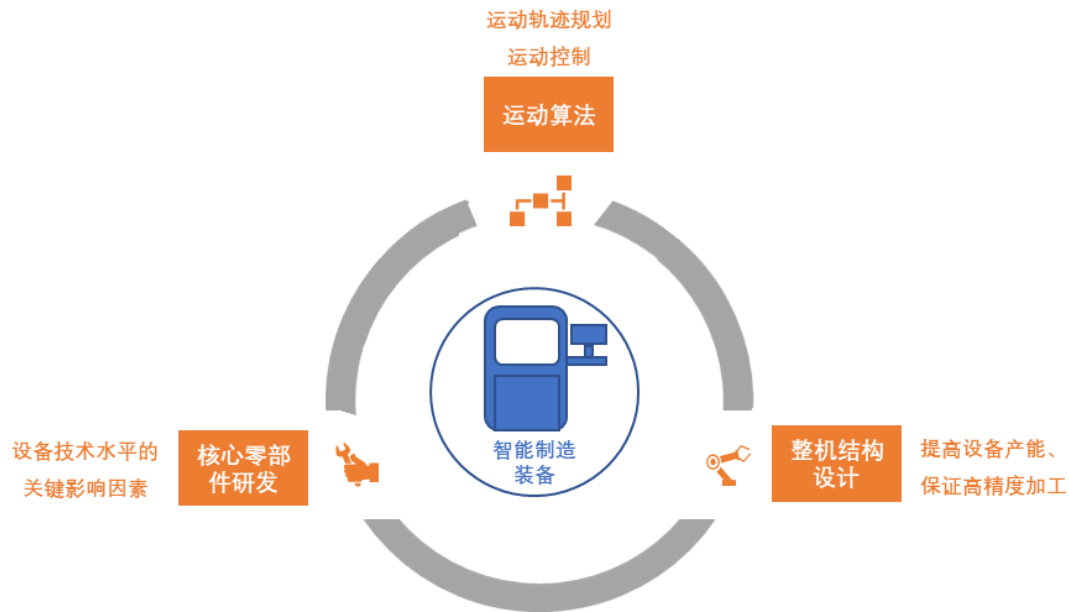 运动轨迹规划
运动控制
运动算法
设备技术水平的
关键影响因素
核心零部
件研发
智能制造
装备
整机结构
设计
提高设备产能、
保证高精度加工